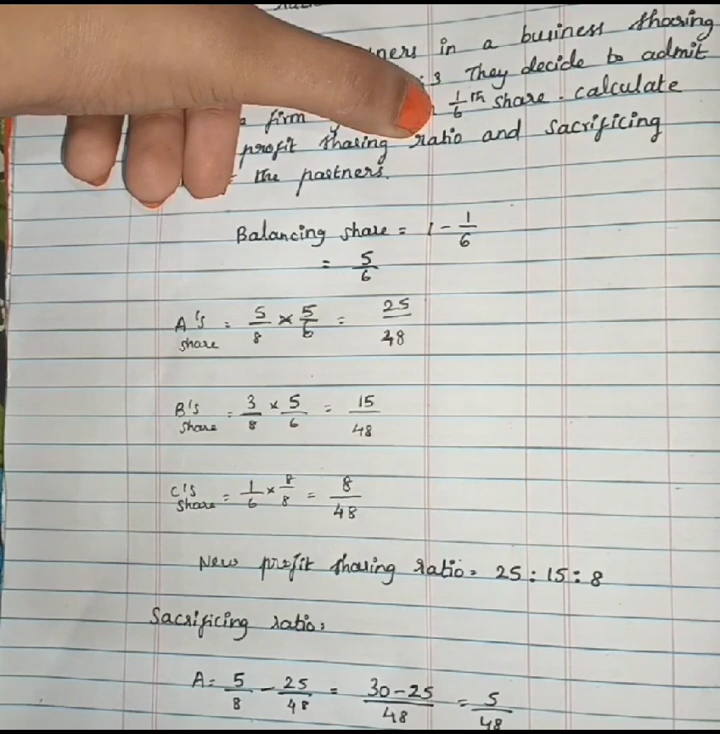 in a business sharing
:3 They decide to admit
firm 1/6 th share. calculate
profit sharing ratio and sacrificing
the partners.
Balancing share = 1 - 1/6
= 5/6
A's share = 5/8 × 5/6 = 25/48
B's share = 3/8 × 5/6 = 15/48
C's share = 1/6 × 8/8 = 8/48
New profit sharing ratio = 25 : 15 : 8
Sacrificing ratio:
A = 5/8 - 25/48 = 30-25/48 = 5/48